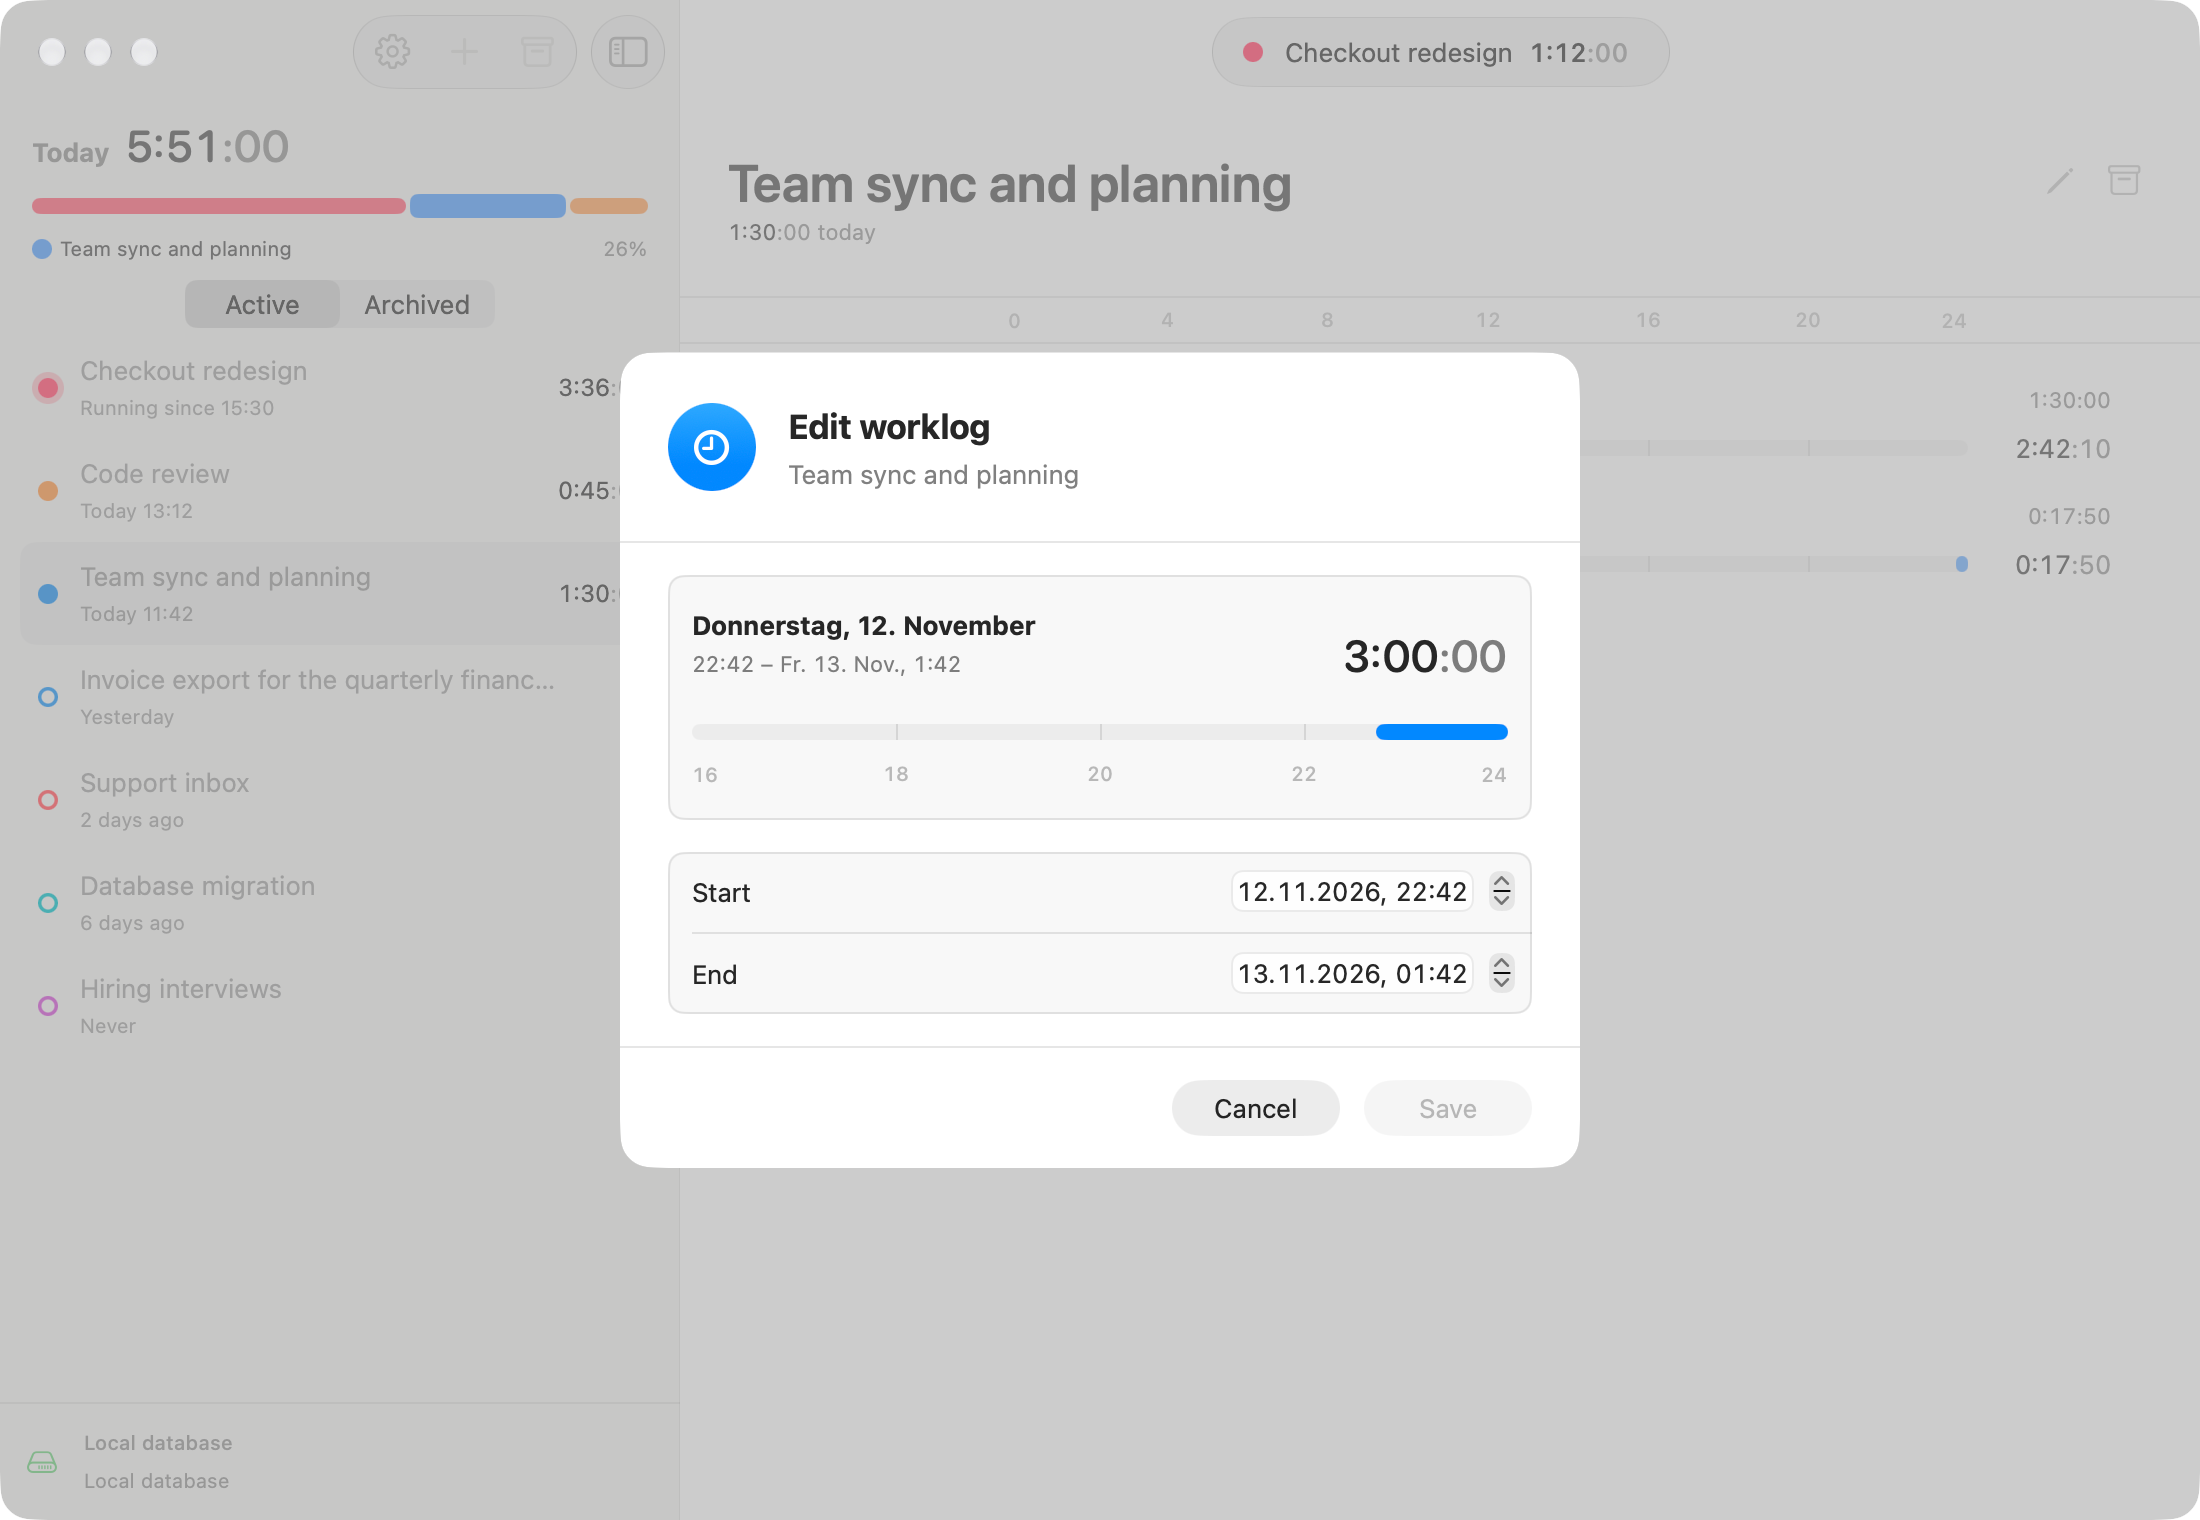 Checkout redesign 1:12:00
Today 5:51:00
Team sync and planning 26%
Active Archived
Checkout redesign
Running since 15:30
3:36:
Code review
Today 13:12
0:45:
Team sync and planning
Today 11:42
1:30:
Invoice export for the quarterly financ...
Yesterday
Support inbox
2 days ago
Database migration
6 days ago
Hiring interviews
Never
Local database
Local database
Team sync and planning
1:30:00 today
0 4 8 12 16 20 24
1:30:00
2:42:10
0:17:50
0:17:50
Edit worklog
Team sync and planning
Donnerstag, 12. November
22:42 – Fr. 13. Nov., 1:42
3:00:00
16 18 20 22 24
Start 12.11.2026, 22:42
End 13.11.2026, 01:42
Cancel Save